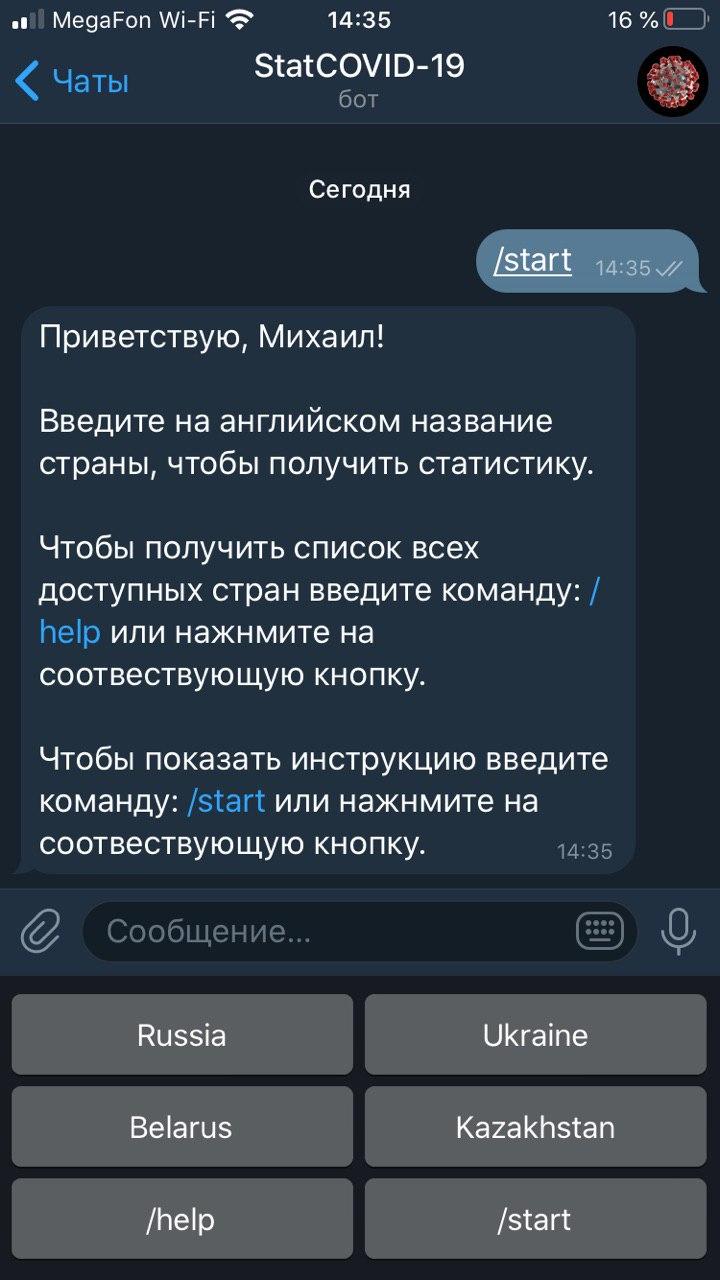 MegaFon Wi-Fi 14:35 16 %
Чаты
StatCOVID-19
бот
Сегодня
/start 14:35
Приветствую, Михаил!
Введите на английском название
страны, чтобы получить статистику.
Чтобы получить список всех
доступных стран введите команду: /
help или нажнмите на
соотвествующую кнопку.
Чтобы показать инструкцию введите
команду: /start или нажнмите на
соотвествующую кнопку. 14:35
Сообщение...
Russia Ukraine
Belarus Kazakhstan
/help /start